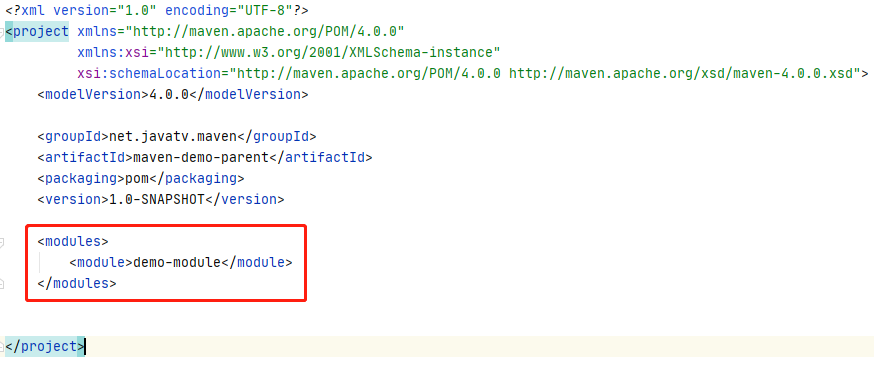 <?xml version="1.0" encoding="UTF-8"?>
<project xmlns="http://maven.apache.org/POM/4.0.0"
         xmlns:xsi="http://www.w3.org/2001/XMLSchema-instance"
         xsi:schemaLocation="http://maven.apache.org/POM/4.0.0 http://maven.apache.org/xsd/maven-4.0.0.xsd">
    <modelVersion>4.0.0</modelVersion>
    <groupId>net.javatv.maven</groupId>
    <artifactId>maven-demo-parent</artifactId>
    <packaging>pom</packaging>
    <version>1.0-SNAPSHOT</version>
    <modules>
        <module>demo-module</module>
    </modules>
</project>